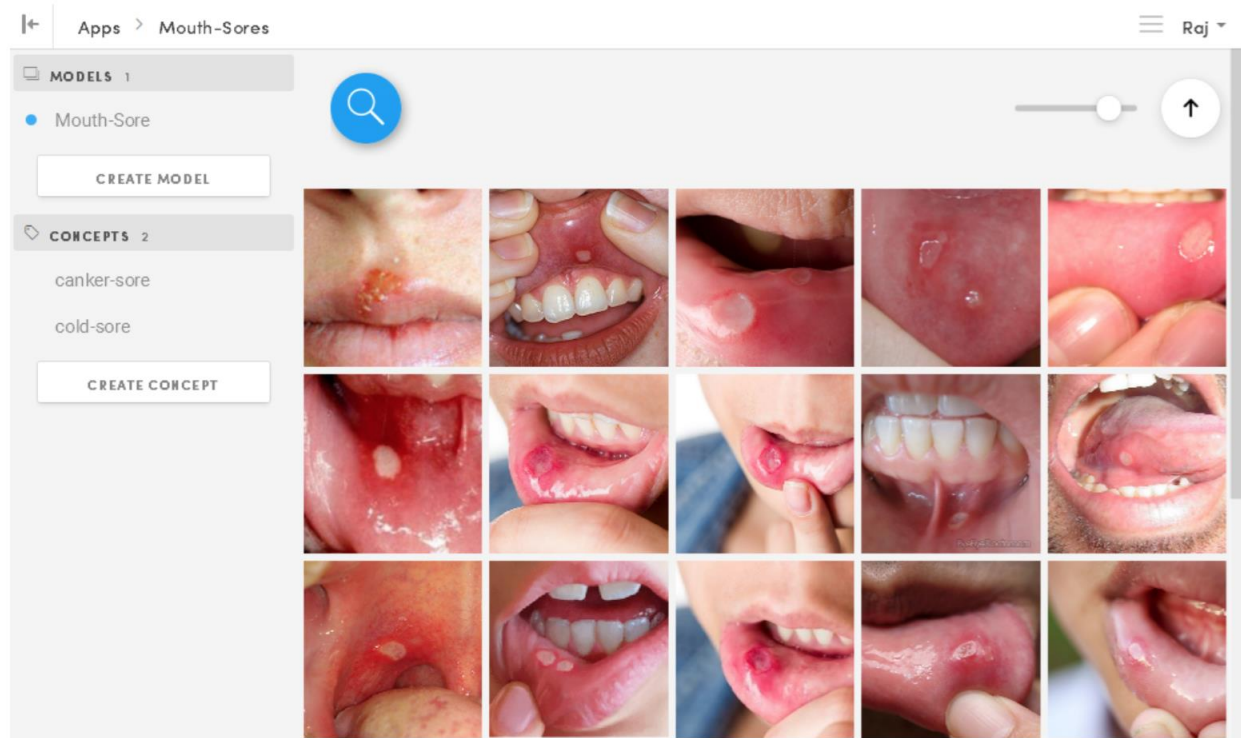 Apps > Mouth-Sores
Raj
MODELS 1
Mouth-Sore
CREATE MODEL
CONCEPTS 2
canker-sore
cold-sore
CREATE CONCEPT